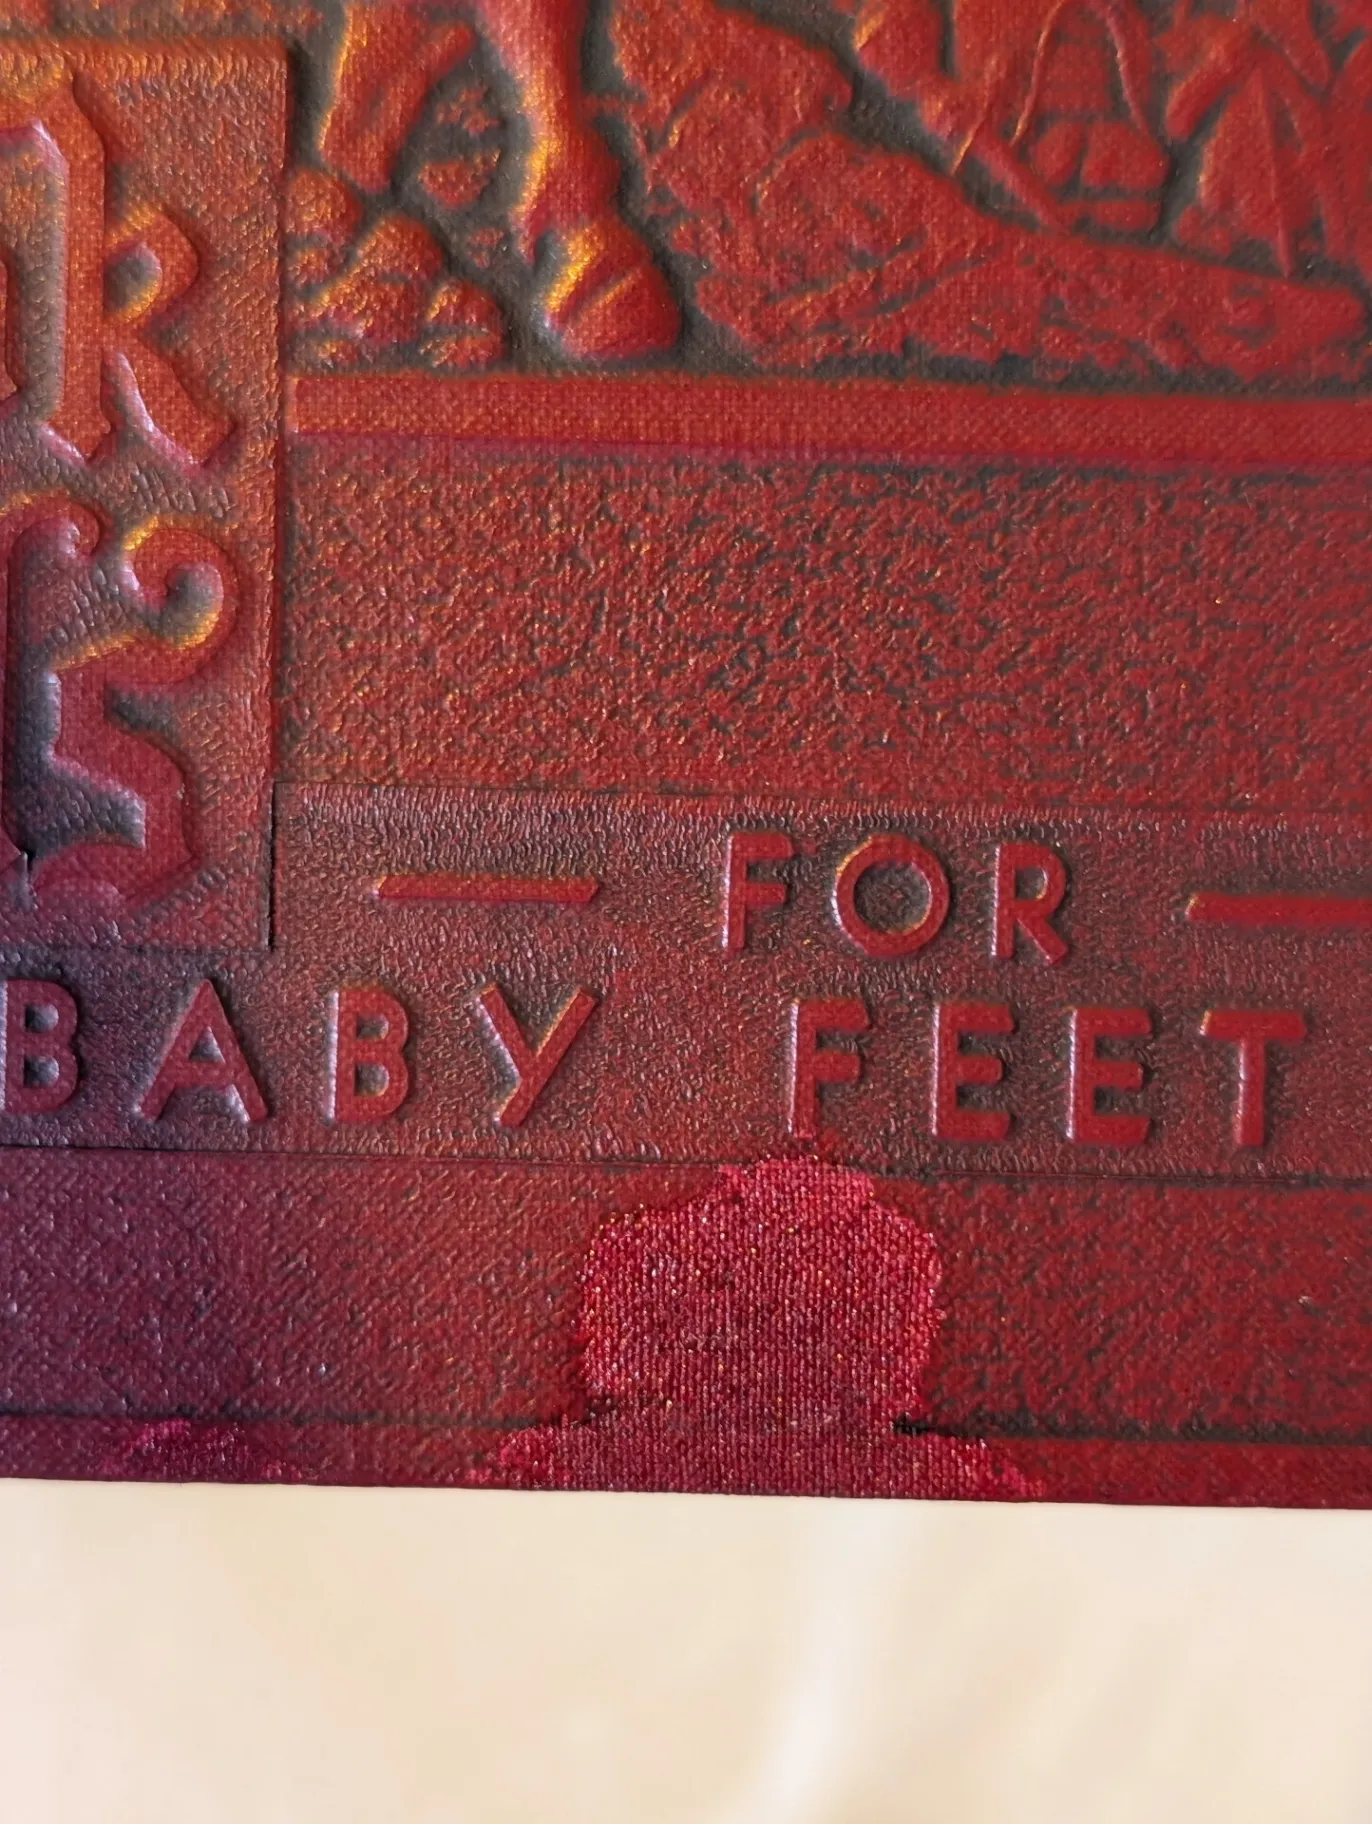 k
s
— FOR —
BABY FEET